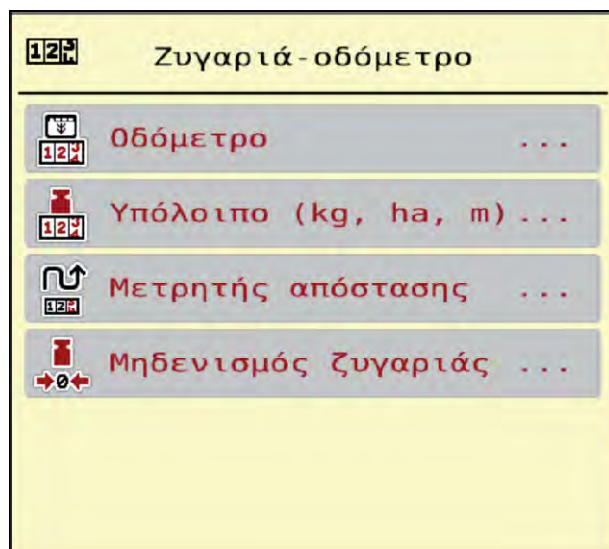 Ζυγαριά-οδόμετρο
Οδόμετρο ...
Υπόλοιπο (kg, ha, m)...
Μετρητής απόστασης ...
Μηδενισμός ζυγαριάς ...